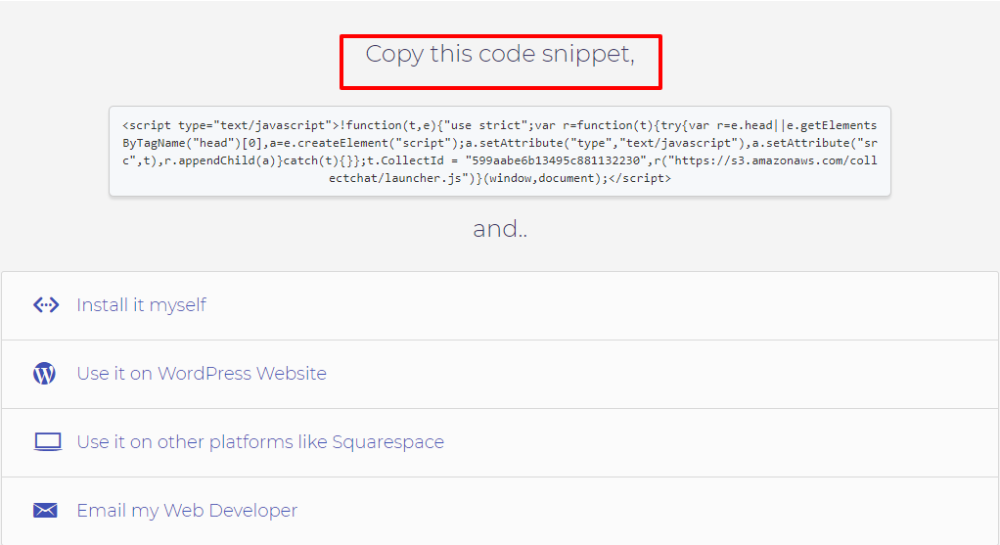 Copy this code snippet,
<script type="text/javascript">!function(t,e){"use strict";var r=function(t){try{var r=e.head||e.getElements
ByTagName("head")[0],a=e.createElement("script");a.setAttribute("type","text/javascript"),a.setAttribute("sr
c",t),r.appendChild(a)}catch(t){}};t.CollectId = "599aabe6b13495c881132230",r("https://s3.amazonaws.com/coll
ectchat/launcher.js")}(window,document);</script>
and..
Install it myself
Use it on WordPress Website
Use it on other platforms like Squarespace
Email my Web Developer